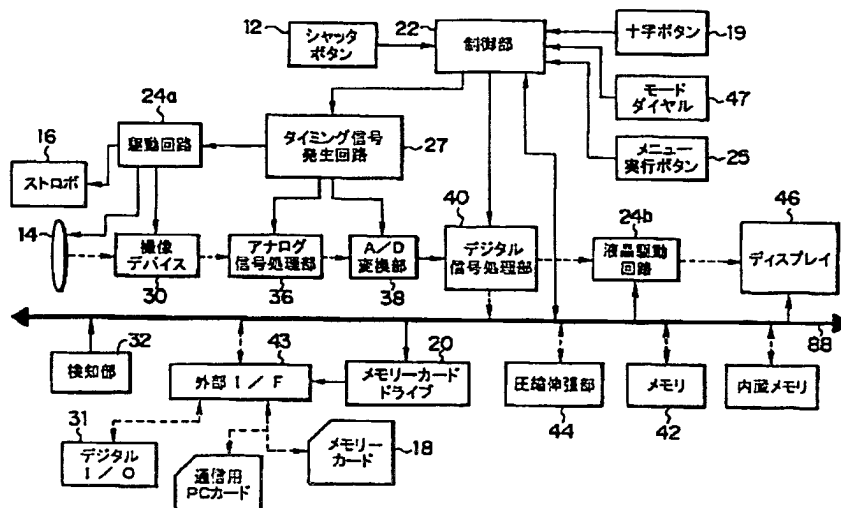 12
シャッタ
ボタン
22
制御部
十字ボタン
19
モード
ダイヤル
47
メニュー
実行ボタン
25
24a
駆動回路
16
ストロボ
タイミング信号
発生回路
27
14
撮像
デバイス
30
アナログ
信号処理部
36
A/D
変換部
38
40
デジタル
信号処理部
24b
液晶駆動
回路
46
ディスプレイ
88
検知部
32
43
外部 I/F
20
メモリーカード
ドライブ
圧縮伸張部
44
メモリ
42
内蔵メモリ
31
デジタル
I/O
通信用
PCカード
メモリー
カード
18